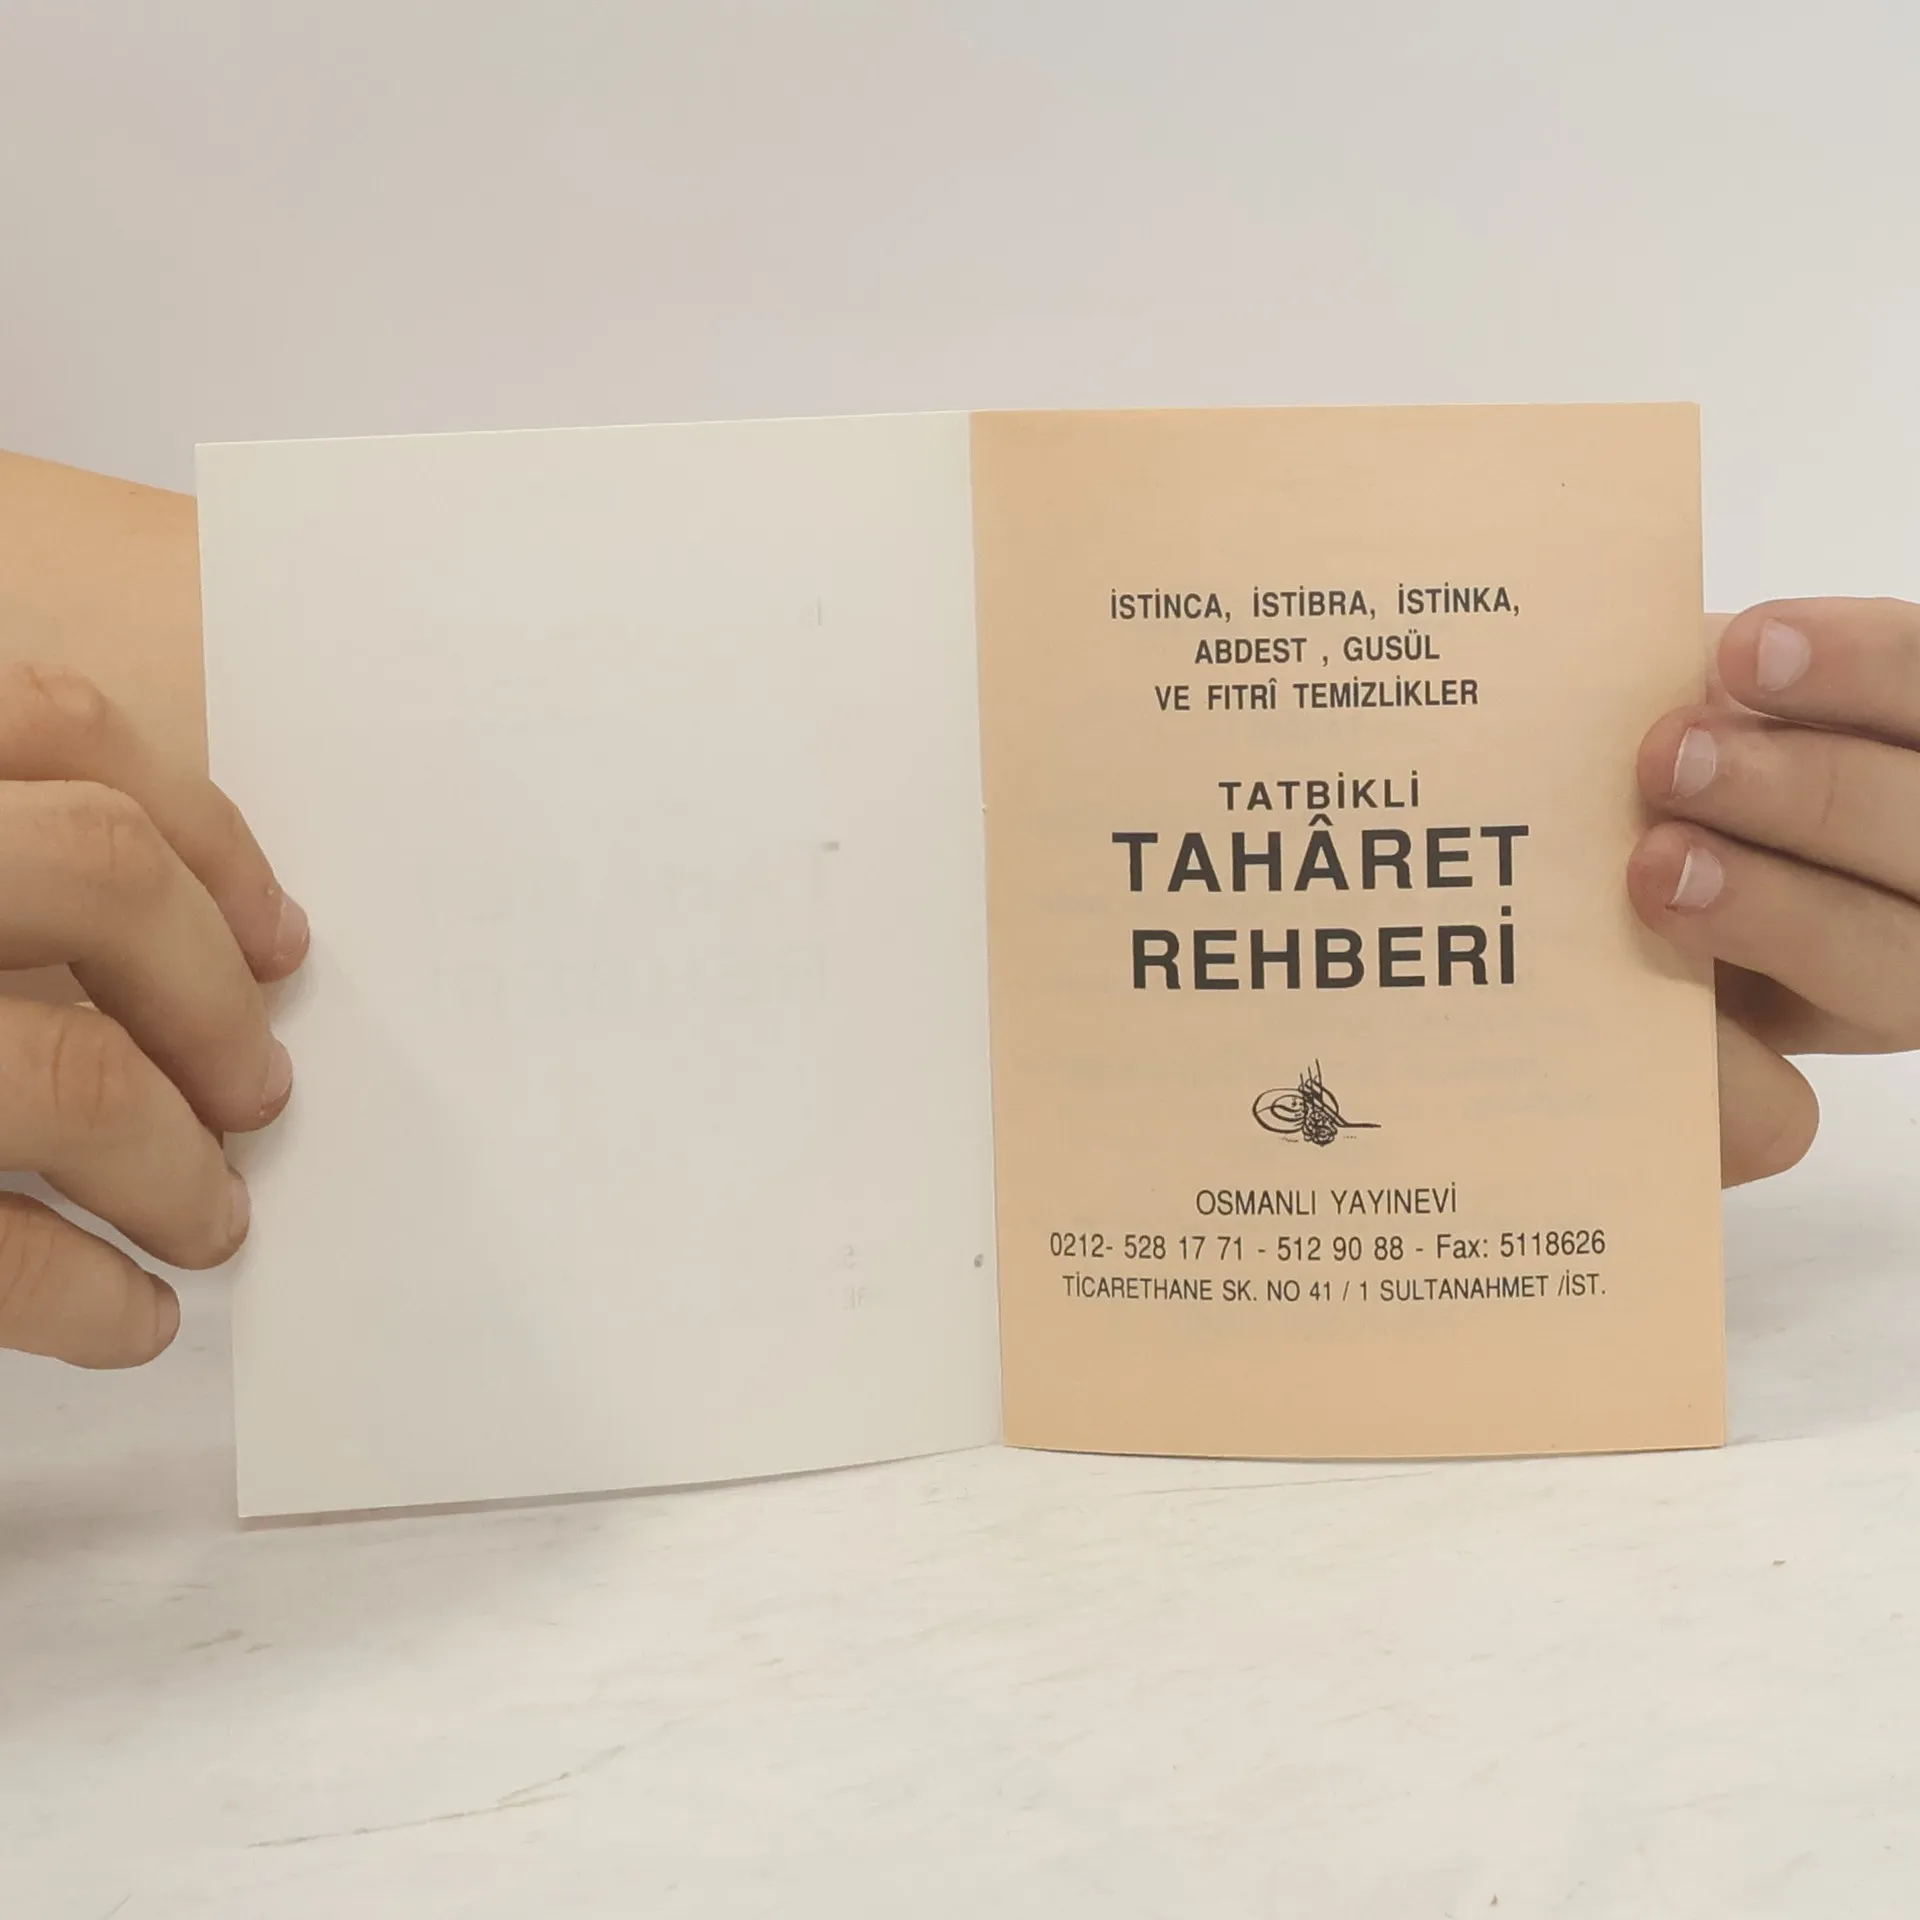 İSTİNCA, İSTİBRA, İSTİNKA,
ABDEST , GUSÜL
VE FITRÎ TEMİZLİKLER
TATBİKLİ
TAHÂRET
REHBERİ
OSMANLI YAYINEVİ
0212- 528 17 71 - 512 90 88 - Fax: 5118626
TİCARETHANE SK. NO 41 / 1 SULTANAHMET /İST.